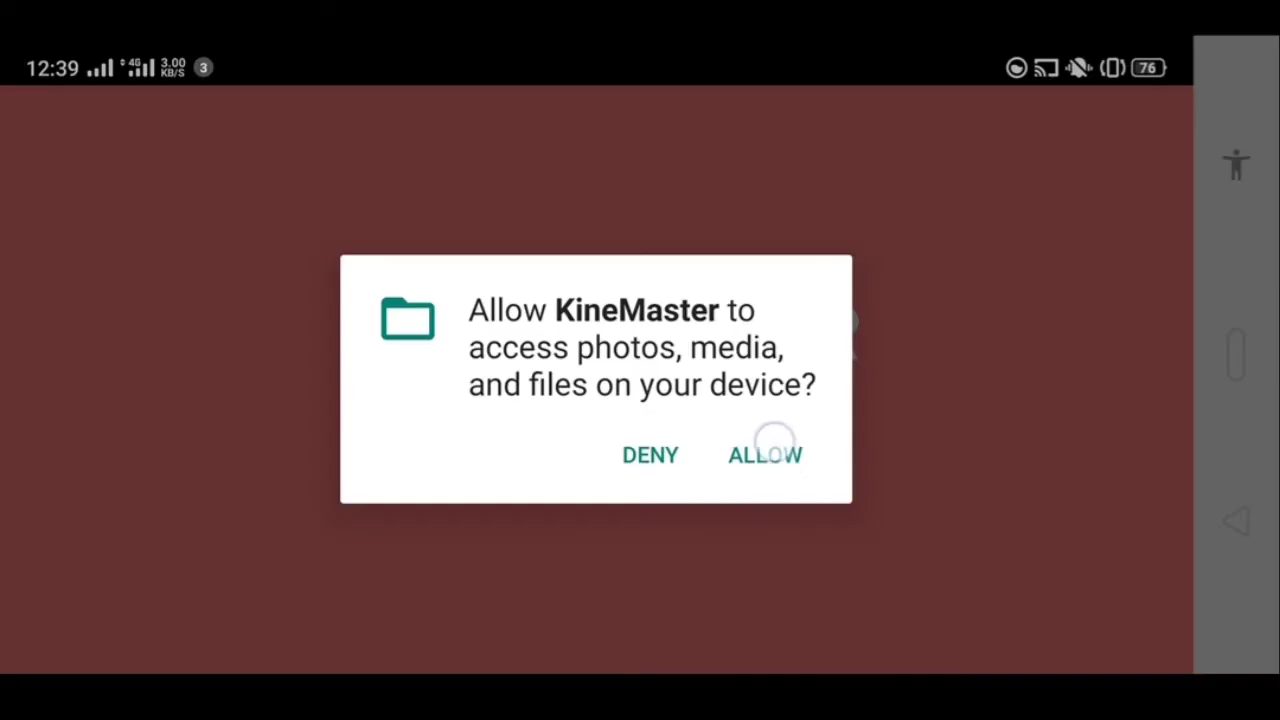 12:39 4G 3.00 KB/S 3 76
Allow KineMaster to
access photos, media,
and files on your device?
DENY ALLOW